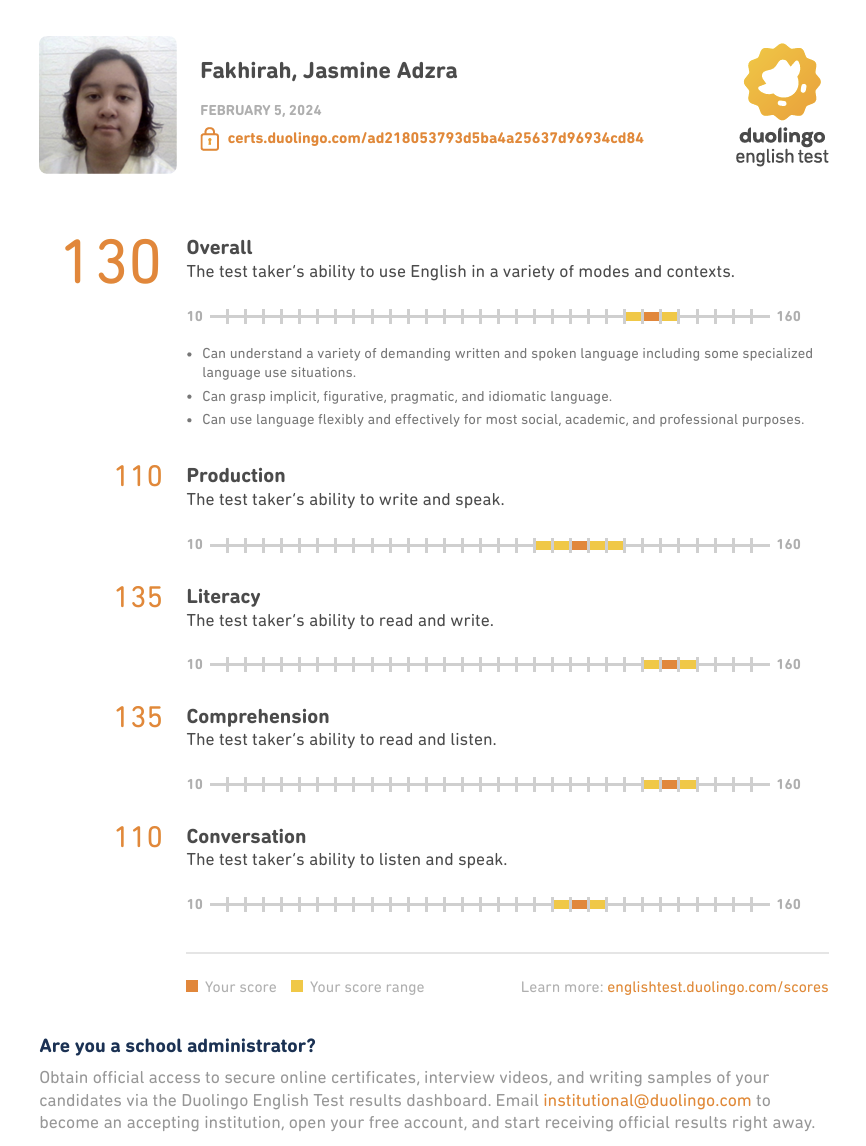 Fakhirah, Jasmine Adzra
FEBRUARY 5, 2024
certs.duolingo.com/ad218053793d5ba4a25637d96934cd84
duolingo
english test
130
Overall
The test taker's ability to use English in a variety of modes and contexts.
10 160
• Can understand a variety of demanding written and spoken language including some specialized
language use situations.
• Can grasp implicit, figurative, pragmatic, and idiomatic language.
• Can use language flexibly and effectively for most social, academic, and professional purposes.
110
Production
The test taker's ability to write and speak.
10 160
135
Literacy
The test taker's ability to read and write.
10 160
135
Comprehension
The test taker's ability to read and listen.
10 160
110
Conversation
The test taker's ability to listen and speak.
10 160
Your score Your score range Learn more: englishtest.duolingo.com/scores
Are you a school administrator?
Obtain official access to secure online certificates, interview videos, and writing samples of your
candidates via the Duolingo English Test results dashboard. Email institutional@duolingo.com to
become an accepting institution, open your free account, and start receiving official results right away.